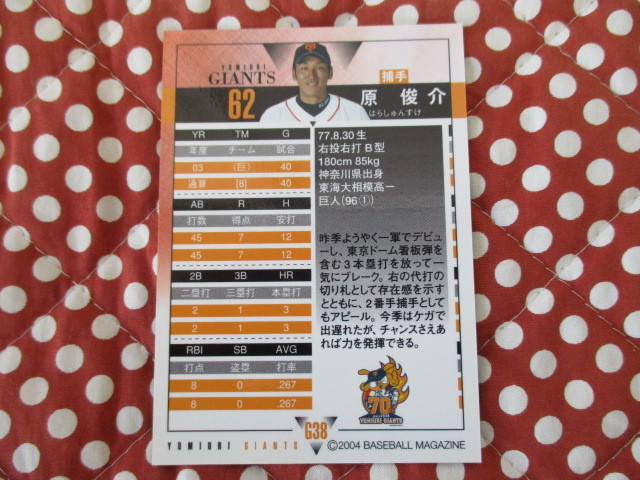 YOMIURI
GIANTS
62
捕手
原 俊介
はらしゅんすけ
YR TM G
年度 チーム 試合
03 (巨) 40
通算 [8] 40
AB R H
打数 得点 安打
45 7 12
45 7 12
2B 3B HR
二塁打 三塁打 本塁打
2 1 3
2 1 3
RBI SB AVG
打点 盗塁 打率
8 0 .267
8 0 .267
77.8.30生
右投右打 B型
180cm 85kg
神奈川県出身
東海大相模高ー
巨人(96①)
昨季ようやく一軍でデビュ
ーし、東京ドーム看板弾を
含む3本塁打を放って一
気にブレーク。右の代打の
切り札として存在感を示す
とともに、2番手捕手として
もアピール。今季はケガで
出遅れたが、チャンスさえあ
れば力を発揮できる。
70
YOMIURI GIANTS
G38
YOMIURI GIANTS
©2004 BASEBALL MAGAZINE